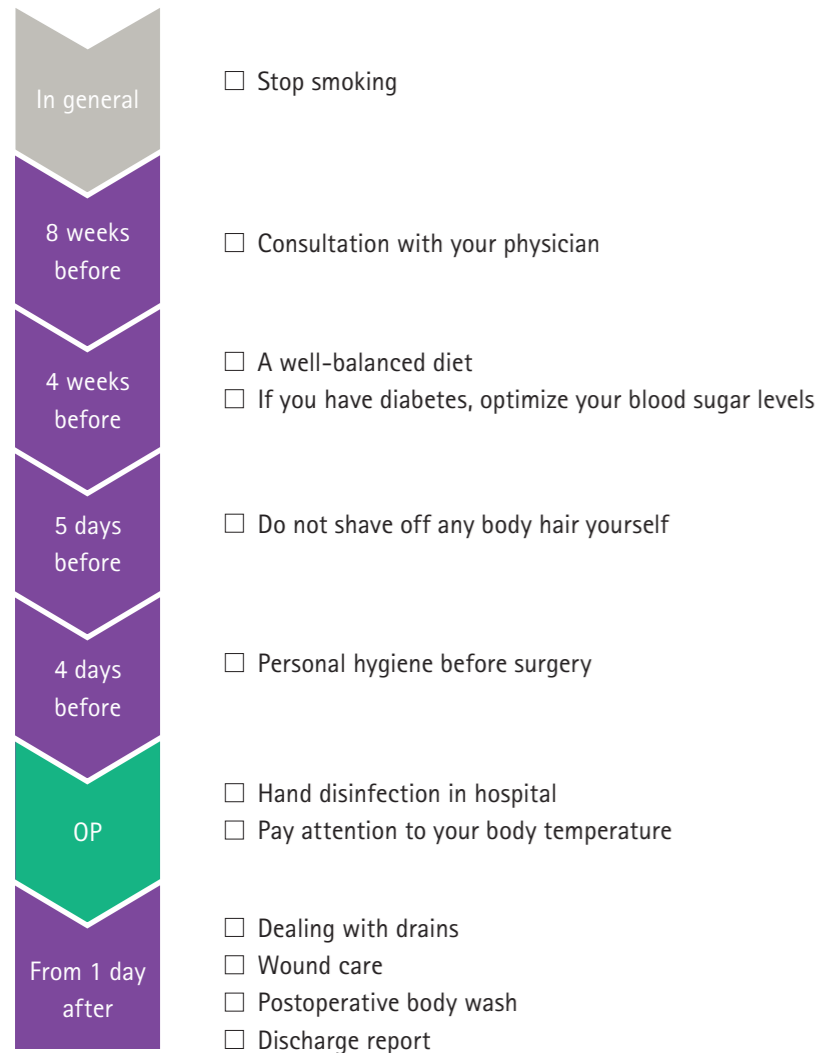 In general
☐ Stop smoking
8 weeks
before
☐ Consultation with your physician
4 weeks
before
☐ A well-balanced diet
☐ If you have diabetes, optimize your blood sugar levels
5 days
before
☐ Do not shave off any body hair yourself
4 days
before
☐ Personal hygiene before surgery
OP
☐ Hand disinfection in hospital
☐ Pay attention to your body temperature
From 1 day
after
☐ Dealing with drains
☐ Wound care
☐ Postoperative body wash
☐ Discharge report